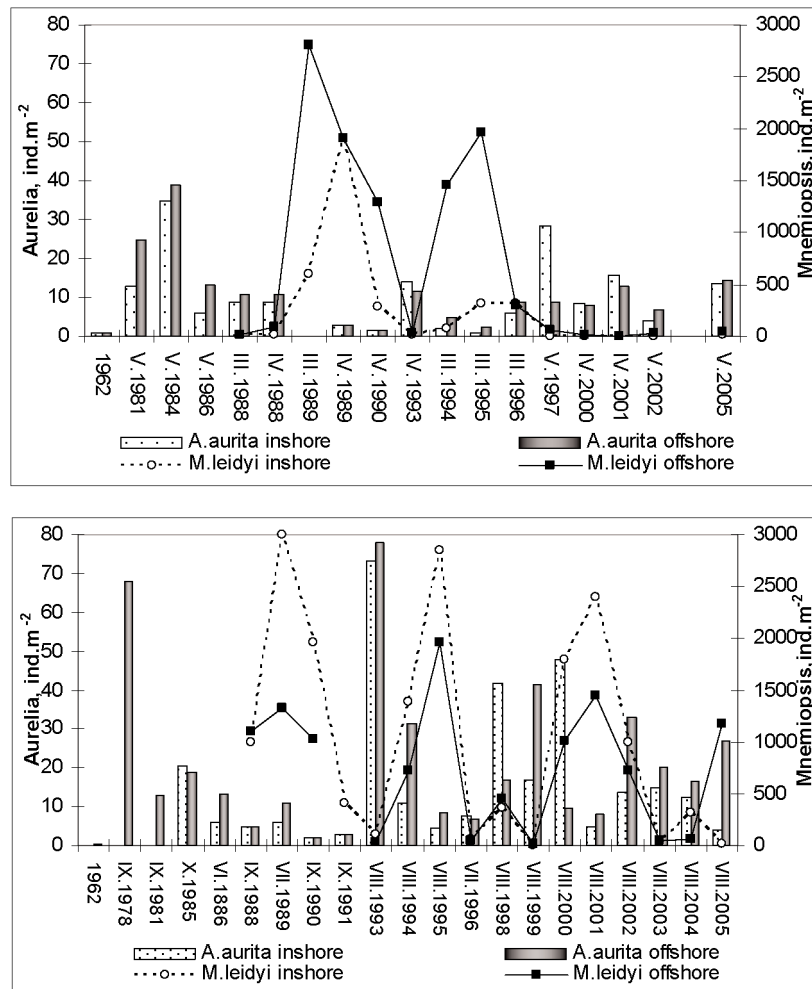 80
70
60
50
40
30
20
10
0
Aurelia, ind.m-2
3000
2500
2000
1500
1000
500
0
Mnemiopsis.ind.m-2
1962
V.1981
V.1984
V.1986
III.1988
IV.1988
III.1989
IV.1989
IV.1990
IV.1993
III.1994
III.1995
III.1996
V.1997
IV.2000
IV.2001
V.2002
V.2005
A.aurita inshore
A.aurita offshore
M.leidyi inshore
M.leidyi offshore
80
70
60
50
40
30
20
10
0
Aurelia, ind.m-2
3000
2500
2000
1500
1000
500
0
Mnemiopsis.ind.m-2
1962
IX.1978
IX.1981
X.1985
VI.1886
IX.1988
VII.1989
IX.1990
IX.1991
VIII.1993
VIII.1994
VIII.1995
VII.1996
VIII.1998
VIII.1999
VIII.2000
VIII.2001
VIII.2002
VIII.2003
VIII.2004
VIII.2005
A.aurita inshore
A.aurita offshore
M.leidyi inshore
M.leidyi offshore